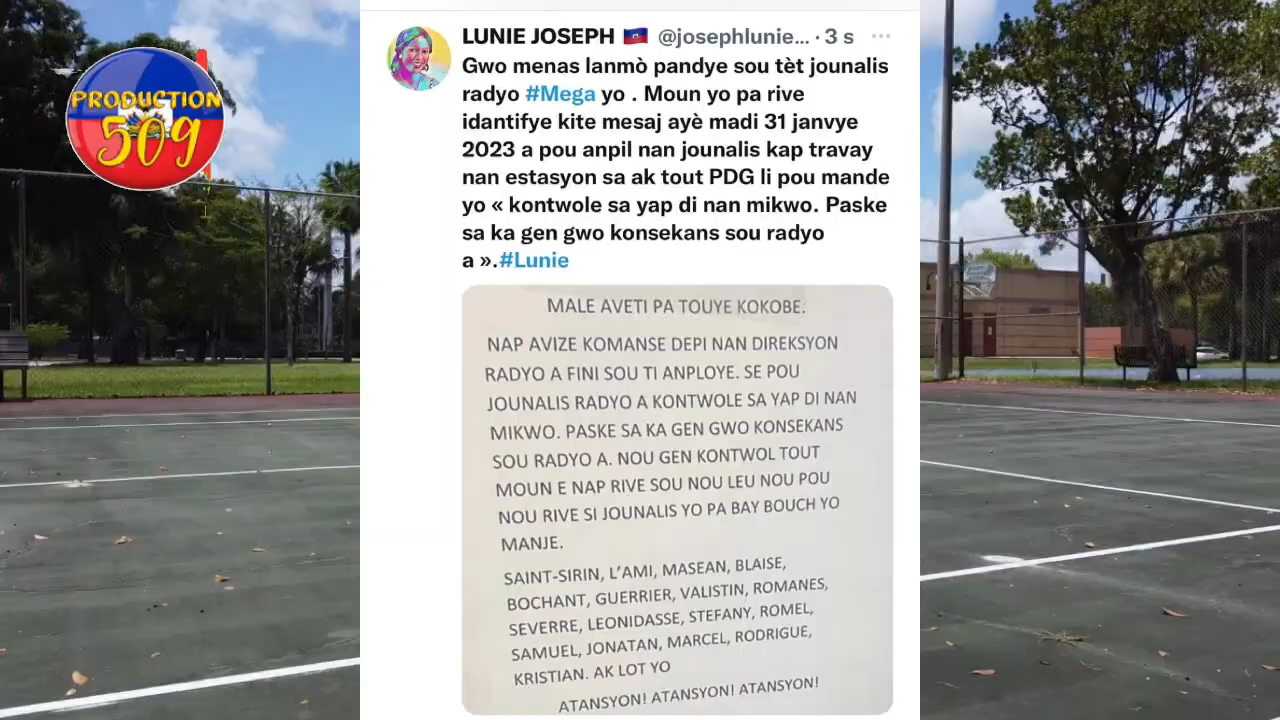 PRODUCTION
509
LUNIE JOSEPH 🇭🇹 @josephlunie... · 3 s
Gwo menas lanmò pandye sou tèt jounalis
radyo #Mega yo . Moun yo pa rive
idantifye kite mesaj ayè madi 31 janvye
2023 a pou anpil nan jounalis kap travay
nan estasyon sa ak tout PDG li pou mande
yo « kontwole sa yap di nan mikwo. Paske
sa ka gen gwo konsekans sou radyo
a ».#Lunie
MALE AVETI PA TOUYE KOKOBE.
NAP AVIZE KOMANSE DEPI NAN DIREKSYON
RADYO A FINI SOU TI ANPLOYE. SE POU
JOUNALIS RADYO A KONTWOLE SA YAP DI NAN
MIKWO. PASKE SA KA GEN GWO KONSEKANS
SOU RADYO A. NOU GEN KONTWOL TOUT
MOUN E NAP RIVE SOU NOU LEU NOU POU
NOU RIVE SI JOUNALIS YO PA BAY BOUCH YO
MANJE.
SAINT-SIRIN, L'AMI, MASEAN, BLAISE,
BOCHANT, GUERRIER, VALISTIN, ROMANES,
SEVERRE, LEONIDASSE, STEFANY, ROMEL,
SAMUEL, JONATAN, MARCEL, RODRIGUE,
KRISTIAN. AK LOT YO
ATANSYON! ATANSYON! ATANSYON!